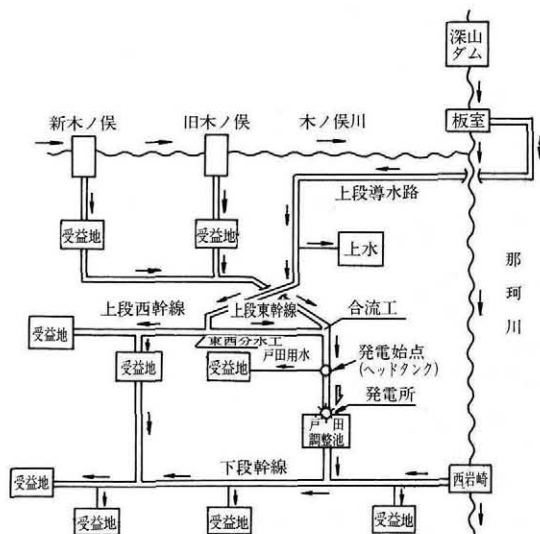 深山
ダム
新木ノ俣
旧木ノ俣
木ノ俣川
板室
上段導水路
受益地
受益地
上水
那珂川
上段西幹線
上段東幹線
合流工
受益地
東西分水工
戸田用水
発電始点
(ヘッドタンク)
受益地
受益地
発電所
戸田
調整池
下段幹線
受益地
西岩崎
受益地
受益地
受益地